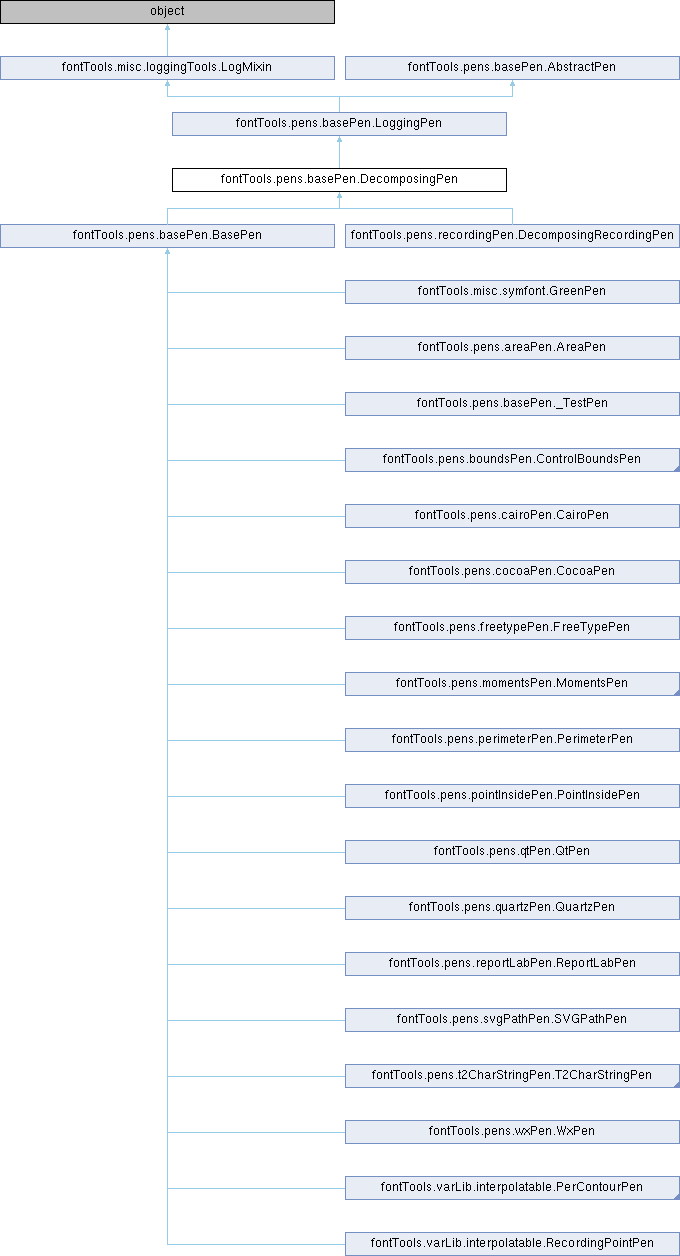 object
fontTools.misc.loggingTools.LogMixin
fontTools.pens.basePen.AbstractPen
fontTools.pens.basePen.LoggingPen
fontTools.pens.basePen.DecomposingPen
fontTools.pens.basePen.BasePen
fontTools.pens.recordingPen.DecomposingRecordingPen
fontTools.misc.symfont.GreenPen
fontTools.pens.areaPen.AreaPen
fontTools.pens.basePen._TestPen
fontTools.pens.boundsPen.ControlBoundsPen
fontTools.pens.cairoPen.CairoPen
fontTools.pens.cocoaPen.CocoaPen
fontTools.pens.freetypePen.FreeTypePen
fontTools.pens.momentsPen.MomentsPen
fontTools.pens.perimeterPen.PerimeterPen
fontTools.pens.pointInsidePen.PointInsidePen
fontTools.pens.qtPen.QtPen
fontTools.pens.quartzPen.QuartzPen
fontTools.pens.reportLabPen.ReportLabPen
fontTools.pens.svgPathPen.SVGPathPen
fontTools.pens.t2CharStringPen.T2CharStringPen
fontTools.pens.wxPen.WxPen
fontTools.varLib.interpolatable.PerContourPen
fontTools.varLib.interpolatable.RecordingPointPen